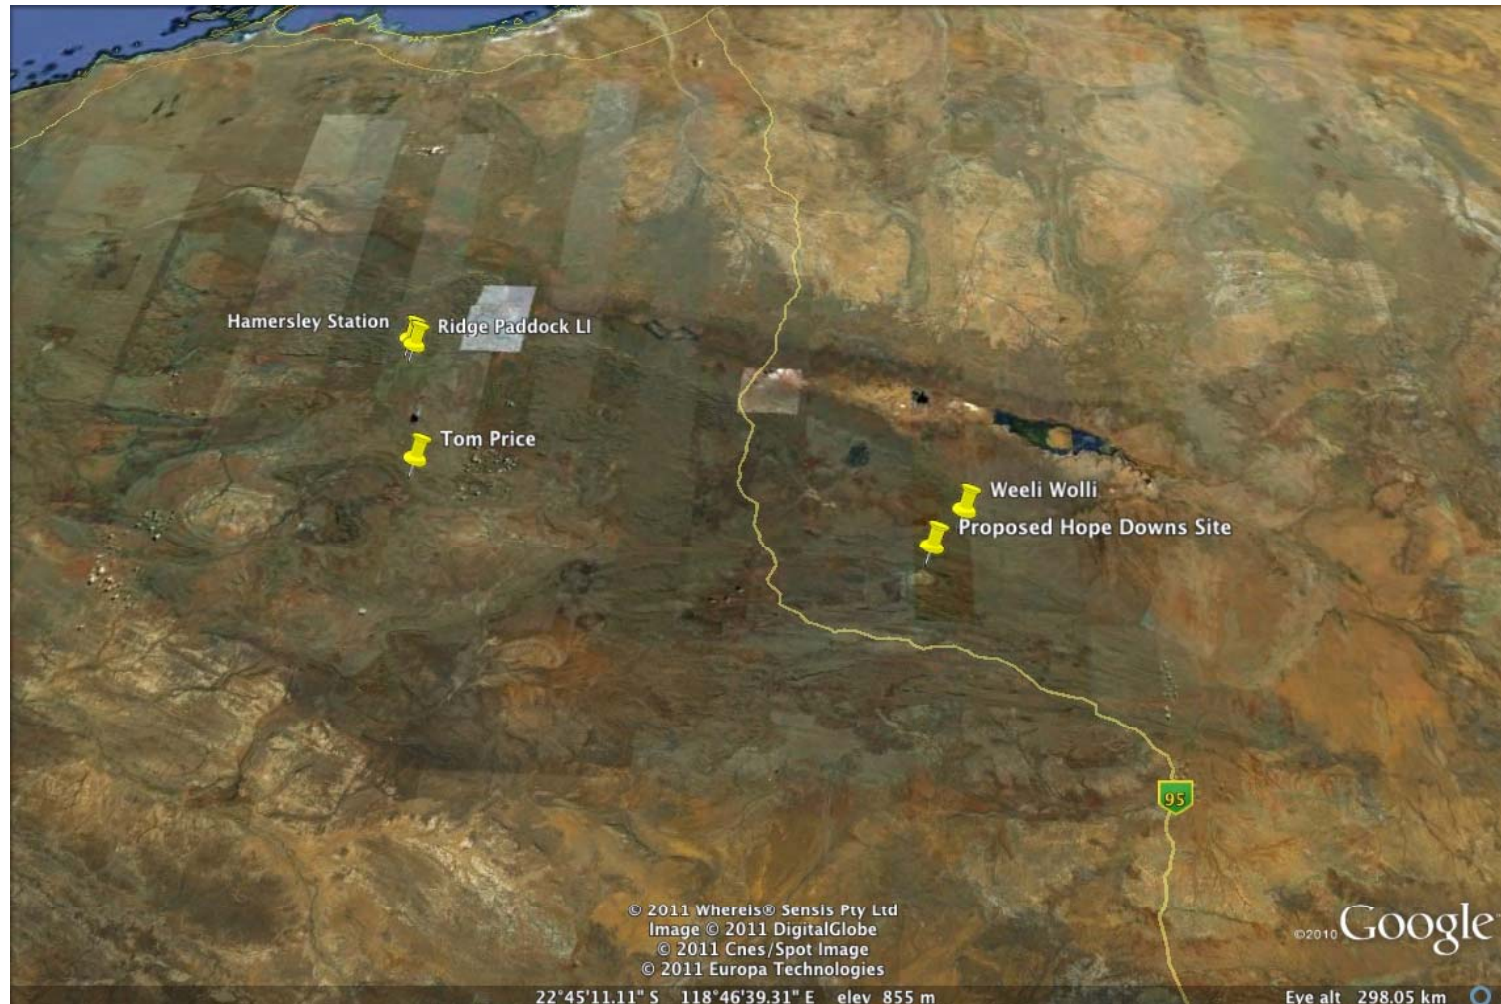 Hamersley Station
Ridge Paddock LI
Tom Price
Weeli Wolli
Proposed Hope Downs Site
95
© 2011 Whereis® Sensis Pty Ltd
Image © 2011 DigitalGlobe
© 2011 Cnes/Spot Image
© 2011 Europa Technologies
©2010 Google
22°45'11.11" S 118°46'39.31" E elev 855 m
Eye alt 298.05 km